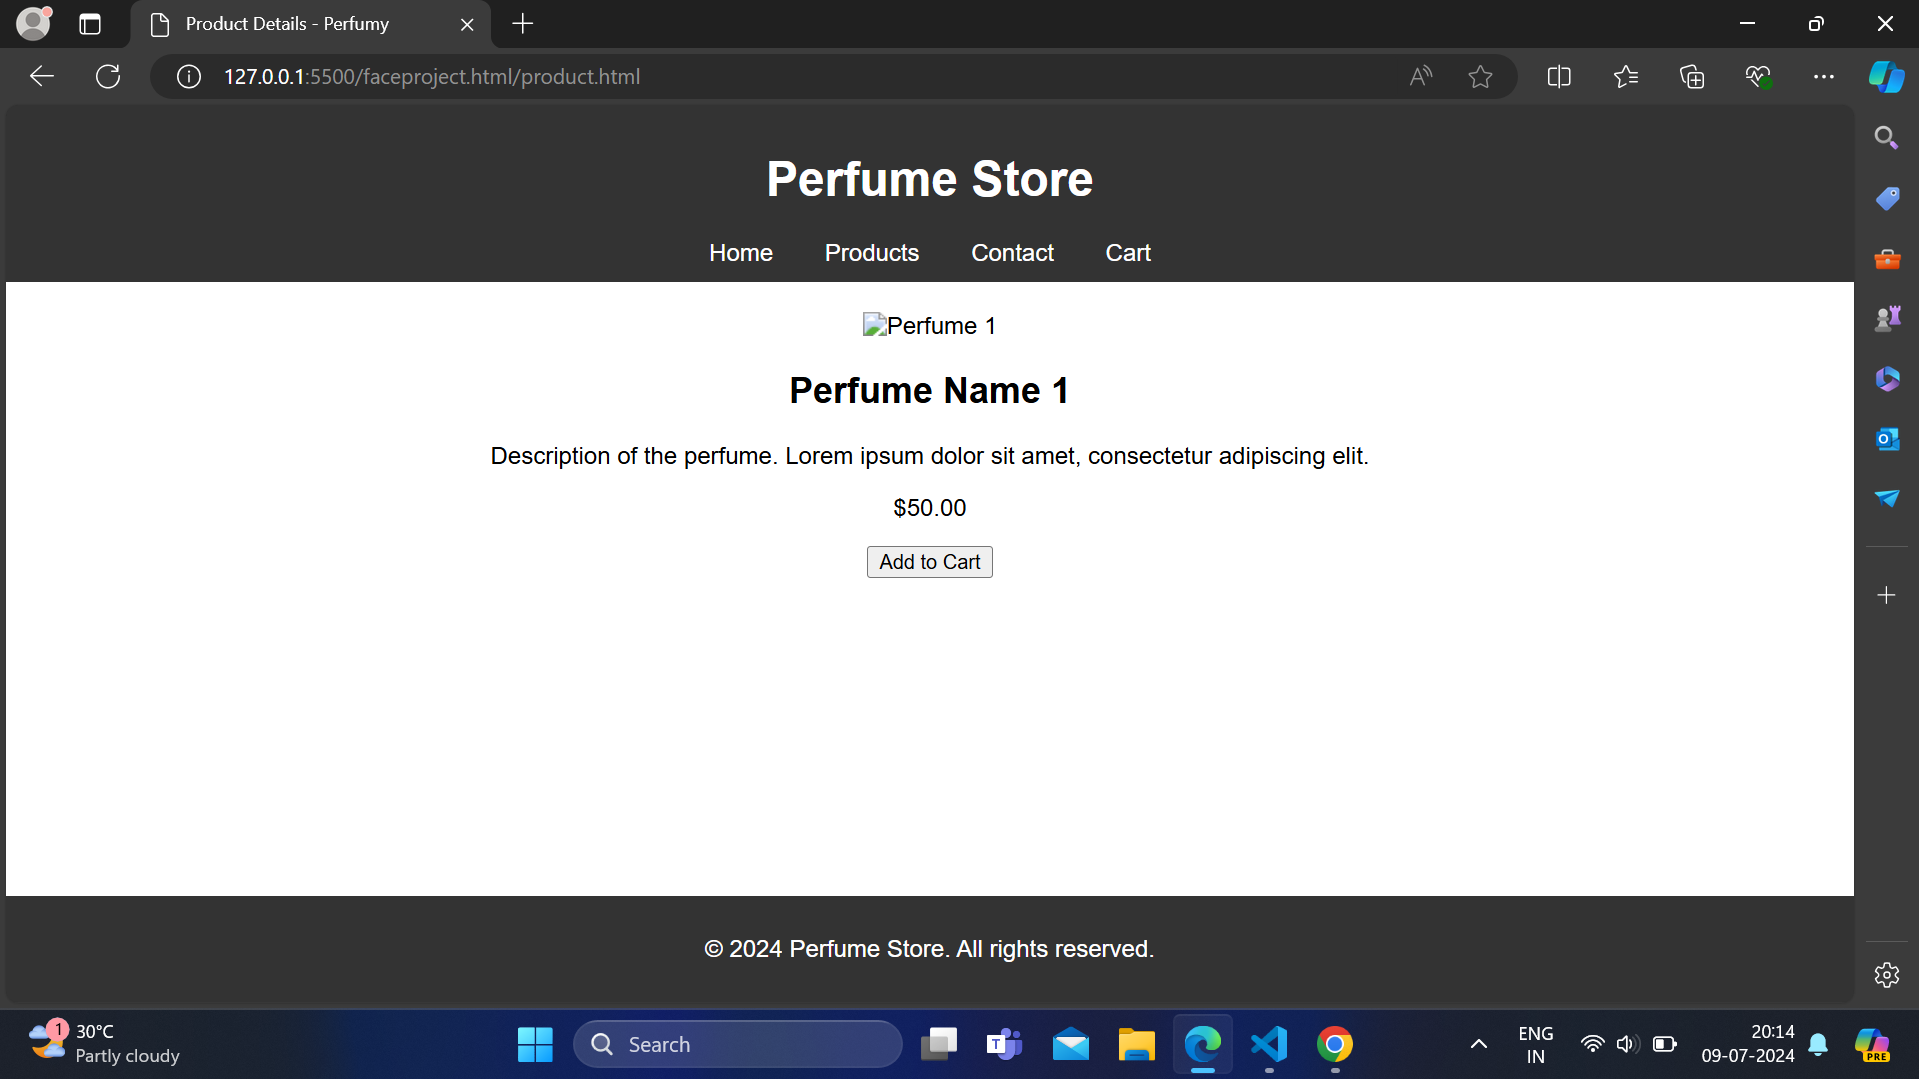 Product Details - Perfumy
127.0.0.1:5500/faceproject.html/product.html
Perfume Store
Home Products Contact Cart
Perfume 1
Perfume Name 1
Description of the perfume. Lorem ipsum dolor sit amet, consectetur adipiscing elit.
$50.00
Add to Cart
© 2024 Perfume Store. All rights reserved.
1
30°C
Partly cloudy
Search
ENG
IN
20:14
09-07-2024
PRE